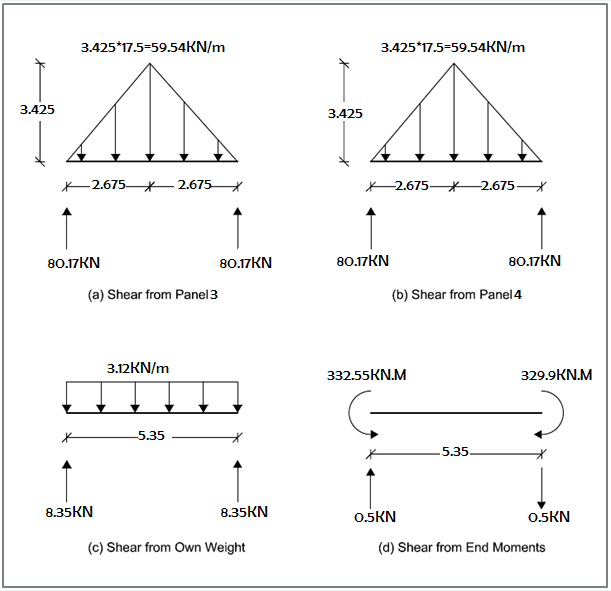 3.425*17.5=59.54KN/m
3.425
2.675
2.675
80.17KN
80.17KN
(a) Shear from Panel 3
3.425*17.5=59.54KN/m
3.425
2.675
2.675
80.17KN
80.17KN
(b) Shear from Panel 4
3.12KN/m
5.35
8.35KN
8.35KN
(c) Shear from Own Weight
332.55KN.M
329.9KN.M
5.35
0.5KN
0.5KN
(d) Shear from End Moments